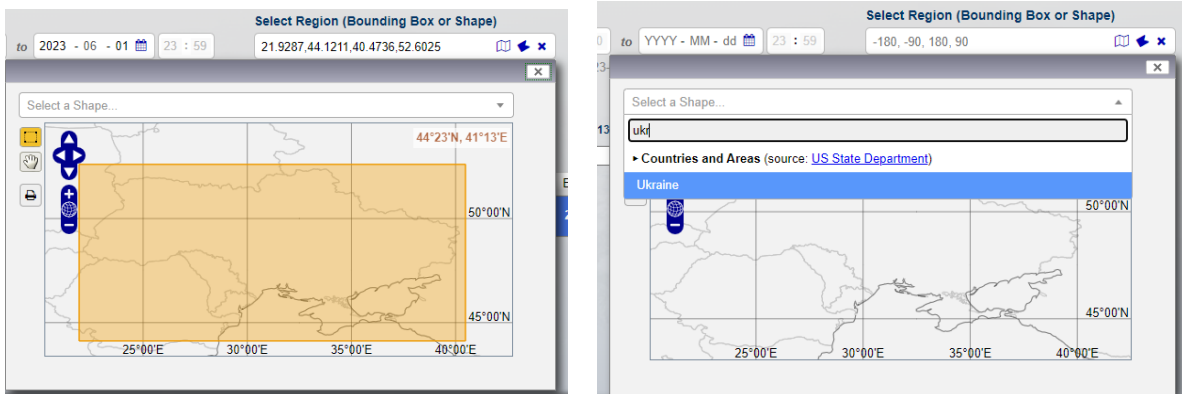 Select Region (Bounding Box or Shape)
to 2023 - 06 - 01 23 : 59 21.9287,44.1211,40.4736,52.6025
Select a Shape...
44°23'N, 41°13'E
50°00'N
45°00'N
25°00'E 30°00'E 35°00'E 40°00'E
Select Region (Bounding Box or Shape)
to YYYY - MM - dd 23 : 59 -180, -90, 180, 90
Select a Shape...
ukr
Countries and Areas (source: US State Department)
Ukraine
50°00'N
45°00'N
25°00'E 30°00'E 35°00'E 40°00'E